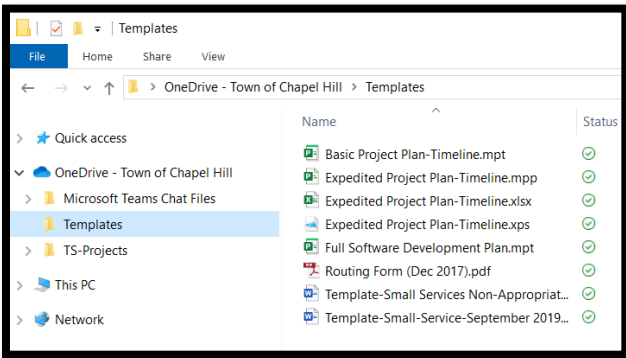 Templates
File Home Share View
OneDrive - Town of Chapel Hill > Templates
Name Status
Quick access
OneDrive - Town of Chapel Hill
Microsoft Teams Chat Files
Templates
TS-Projects
This PC
Network
Basic Project Plan-Timeline.mpt
Expedited Project Plan-Timeline.mpp
Expedited Project Plan-Timeline.xlsx
Expedited Project Plan-Timeline.xps
Full Software Development Plan.mpt
Routing Form (Dec 2017).pdf
Template-Small Services Non-Appropriat...
Template-Small-Service-September 2019...